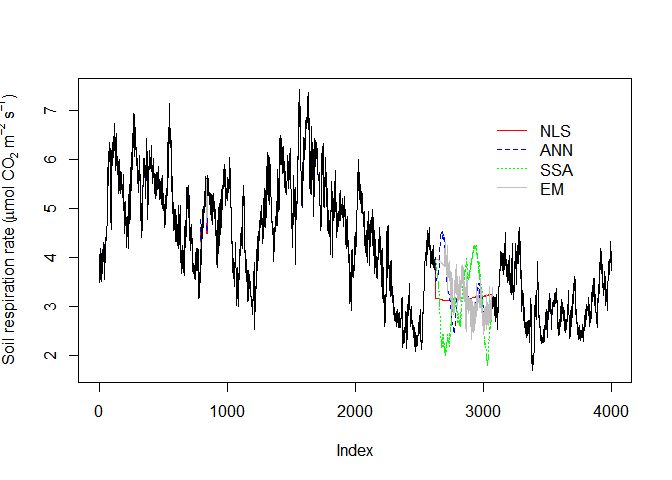 Soil respiration rate (μmol CO₂ m⁻² s⁻¹)
7
6
5
4
3
2
NLS
ANN
SSA
EM
0 1000 2000 3000 4000
Index